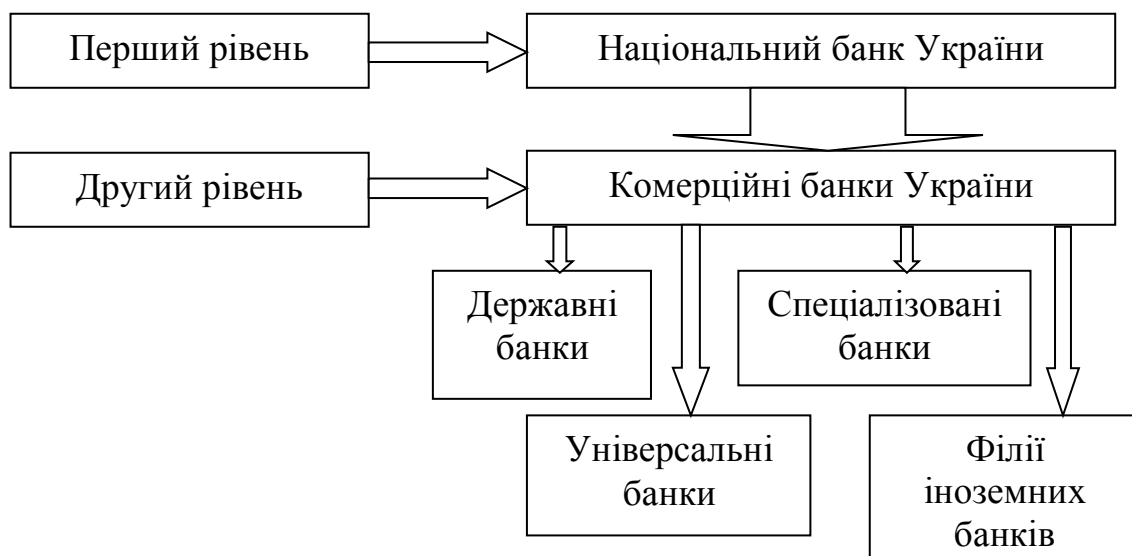 Перший рівень
Національний банк України
Другий рівень
Комерційні банки України
Державні
банки
Спеціалізовані
банки
Універсальні
банки
Філії
іноземних
банків